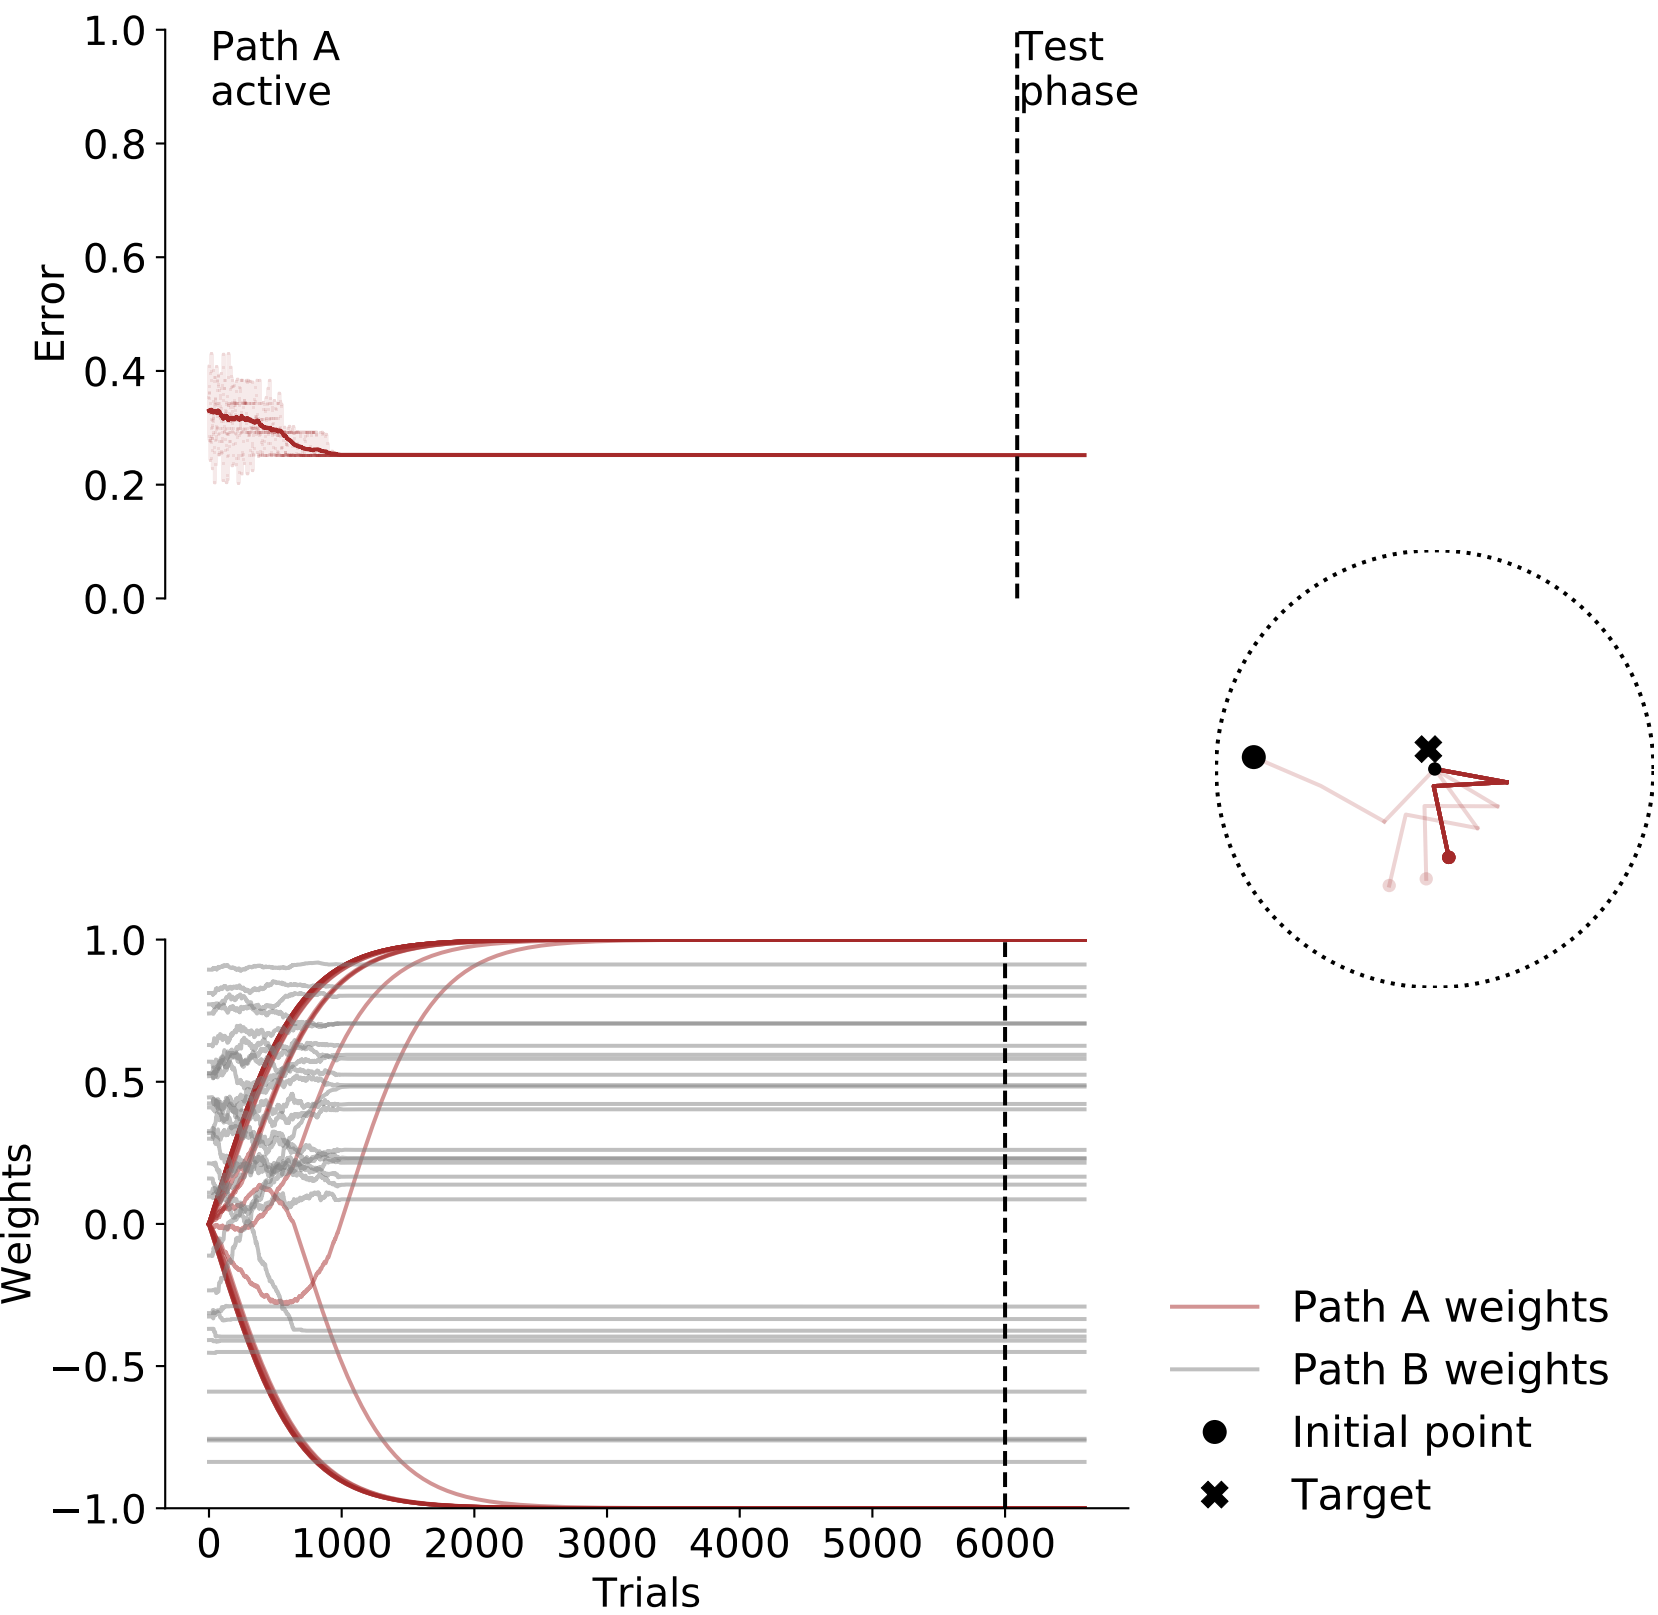 Path A
active
Test
phase
1.0
0.8
0.6
0.4
0.2
0.0
Error
1.0
0.5
0.0
−0.5
−1.0
Weights
0 1000 2000 3000 4000 5000 6000
Trials
Path A weights
Path B weights
Initial point
Target